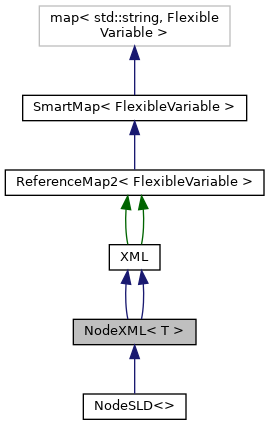 map< std::string, Flexible
Variable >
SmartMap< FlexibleVariable >
ReferenceMap2< FlexibleVariable >
XML
NodeXML< T >
NodeSLD<>